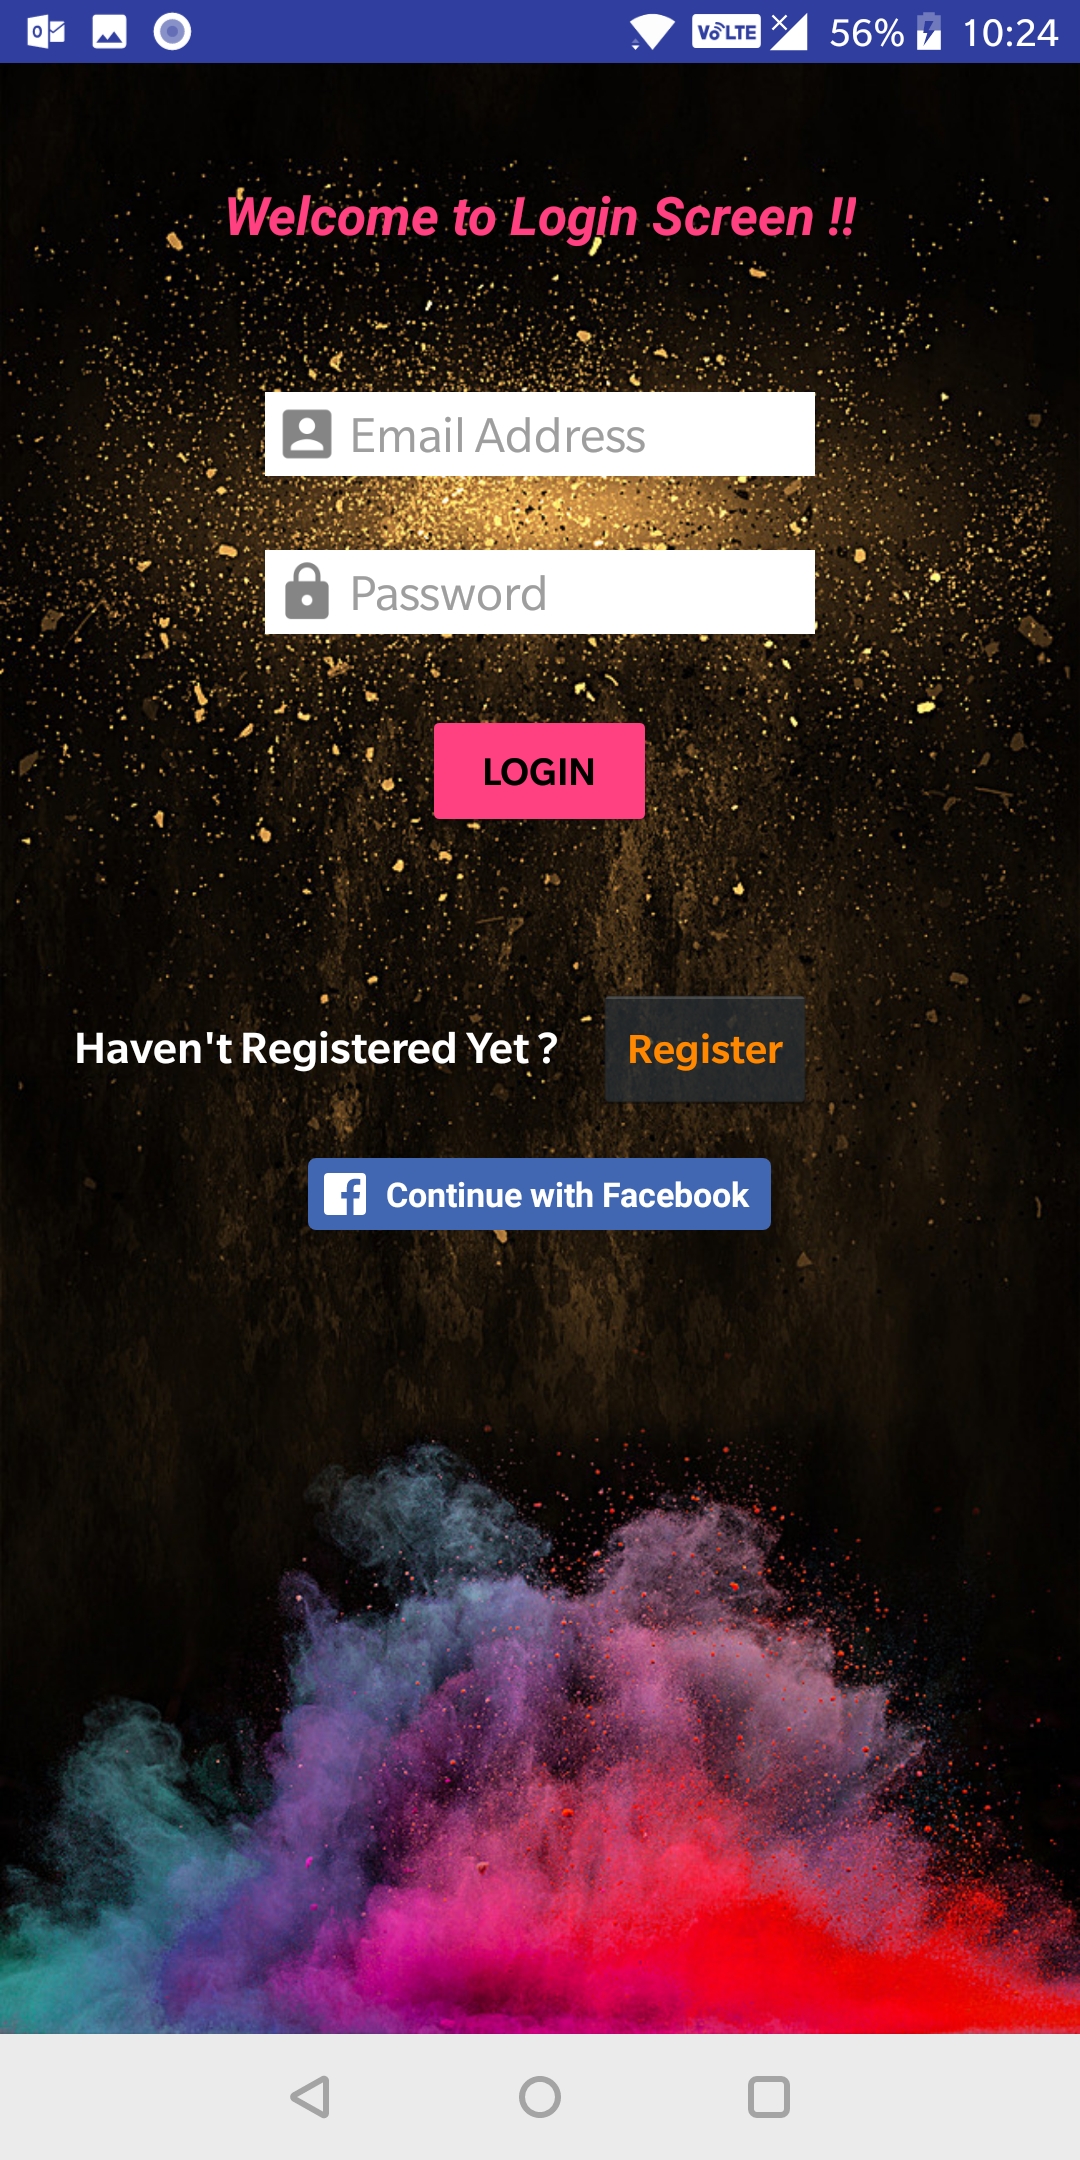 VoLTE 56% 10:24
Welcome to Login Screen !!
Email Address
Password
LOGIN
Haven't Registered Yet ? Register
Continue with Facebook